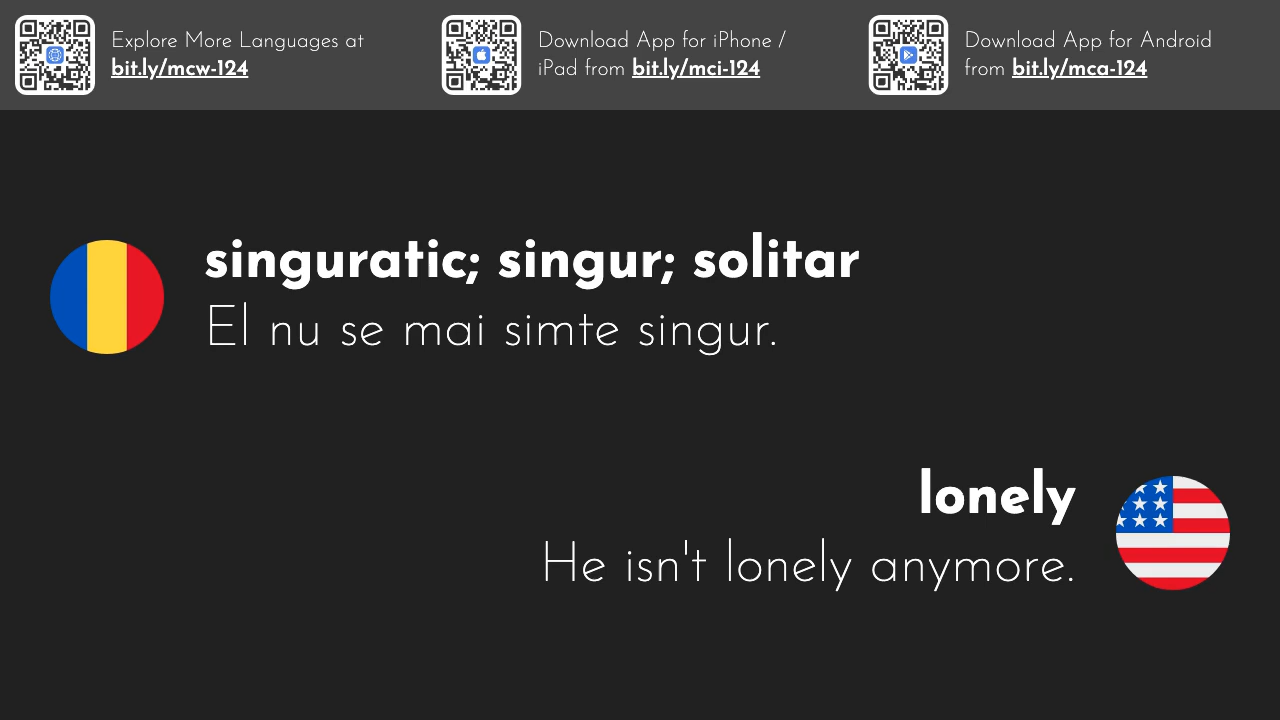 Explore More Languages at
bit.ly/mcw-124
Download App for iPhone /
iPad from bit.ly/mci-124
Download App for Android
from bit.ly/mca-124
singuratic; singur; solitar
El nu se mai simte singur.
lonely
He isn't lonely anymore.